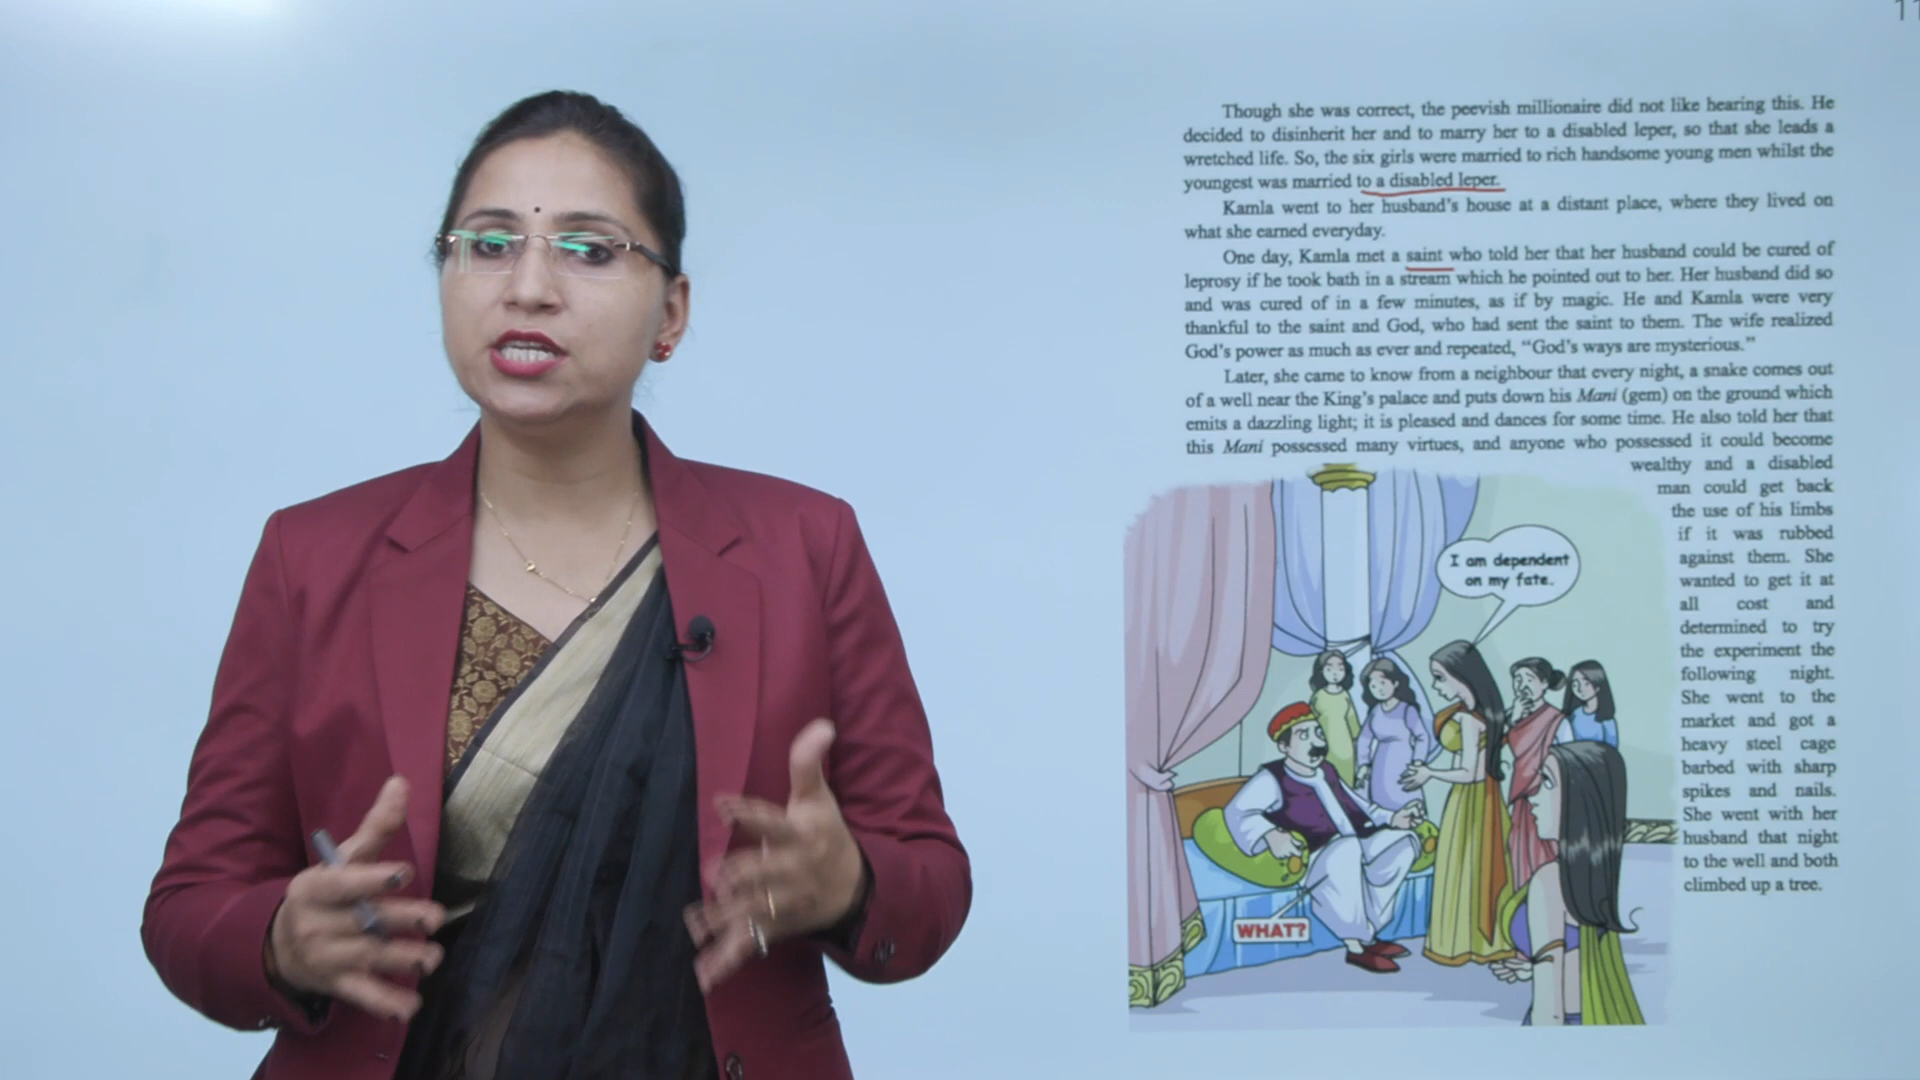 11
Though she was correct, the peevish millionaire did not like hearing this. He
decided to disinherit her and to marry her to a disabled leper, so that she leads a
wretched life. So, the six girls were married to rich handsome young men whilst the
youngest was married to a disabled leper.
Kamla went to her husband's house at a distant place, where they lived on
what she earned everyday.
One day, Kamla met a saint who told her that her husband could be cured of
leprosy if he took bath in a stream which he pointed out to her. Her husband did so
and was cured of in a few minutes, as if by magic. He and Kamla were very
thankful to the saint and God, who had sent the saint to them. The wife realized
God's power as much as ever and repeated, "God's ways are mysterious."
Later, she came to know from a neighbour that every night, a snake comes out
of a well near the King's palace and puts down his Mani (gem) on the ground which
emits a dazzling light; it is pleased and dances for some time. He also told her that
this Mani possessed many virtues, and anyone who possessed it could become
wealthy and a disabled
man could get back
the use of his limbs
if it was rubbed
against them. She
wanted to get it at
all cost and
determined to try
the experiment the
following night.
She went to the
market and got a
heavy steel cage
barbed with sharp
spikes and nails.
She went with her
husband that night
to the well and both
climbed up a tree.
I am dependent
on my fate.
WHAT?